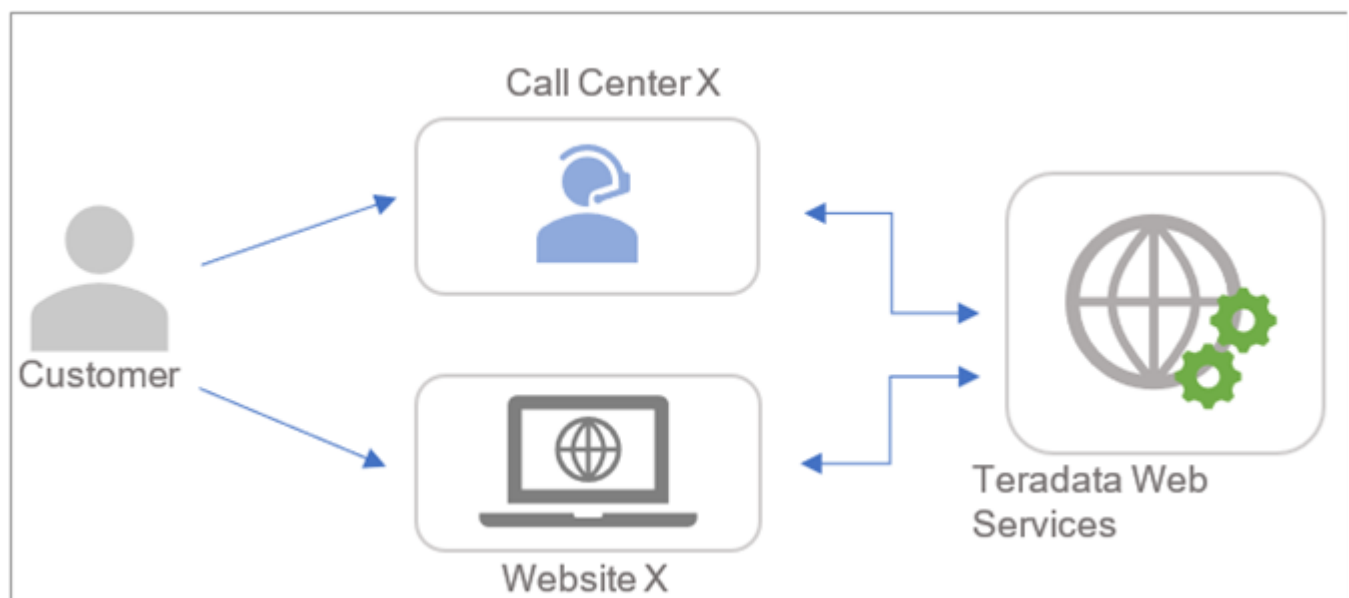 Call Center X
Customer
Teradata Web
Services
Website X